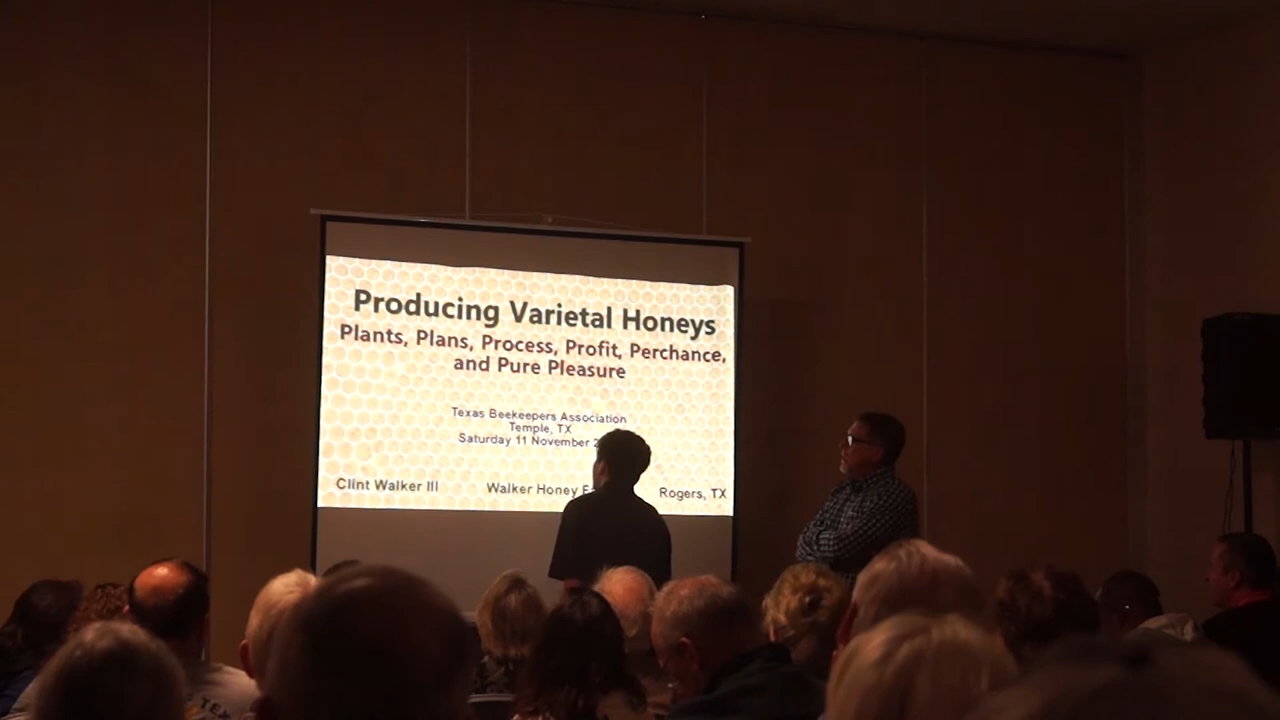 Producing Varietal Honeys
Plants, Plans, Process, Profit, Perchance,
and Pure Pleasure
Texas Beekeepers Association
Temple, TX
Saturday 11 November
Clint Walker III
Walker Honey
Rogers, TX
TEX